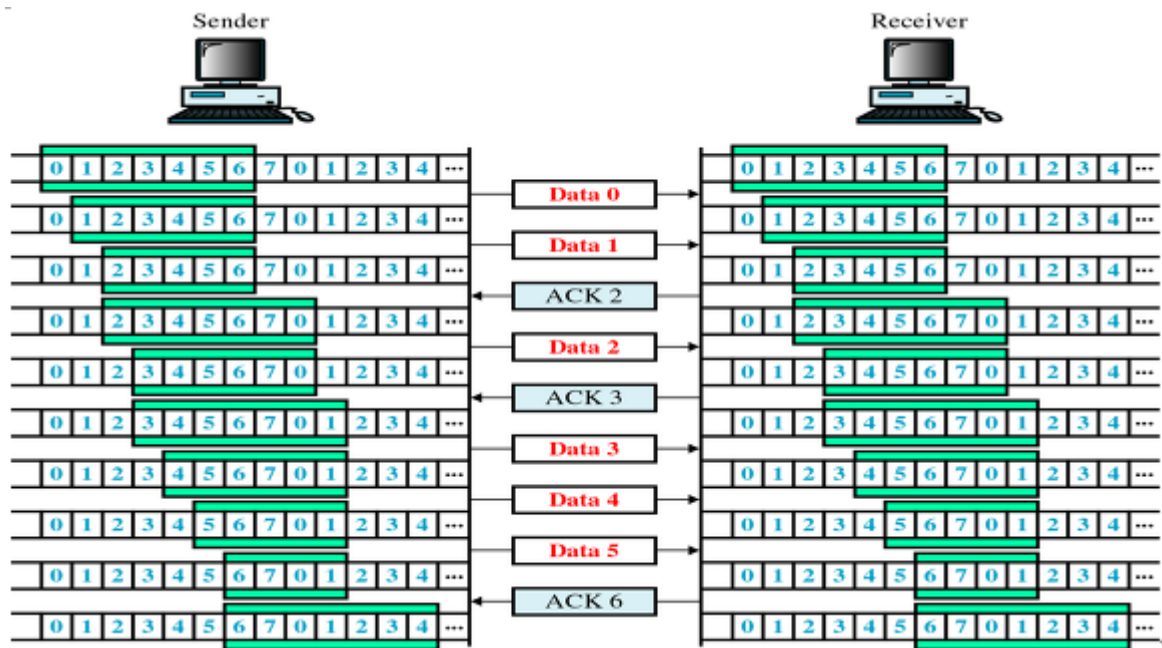 Sender Receiver
0 1 2 3 4 5 6 7 0 1 2 3 4 ... 0 1 2 3 4 5 6 7 0 1 2 3 4 ...
Data 0
0 1 2 3 4 5 6 7 0 1 2 3 4 ... 0 1 2 3 4 5 6 7 0 1 2 3 4 ...
Data 1
0 1 2 3 4 5 6 7 0 1 2 3 4 ... 0 1 2 3 4 5 6 7 0 1 2 3 4 ...
ACK 2
0 1 2 3 4 5 6 7 0 1 2 3 4 ... 0 1 2 3 4 5 6 7 0 1 2 3 4 ...
Data 2
0 1 2 3 4 5 6 7 0 1 2 3 4 ... 0 1 2 3 4 5 6 7 0 1 2 3 4 ...
ACK 3
0 1 2 3 4 5 6 7 0 1 2 3 4 ... 0 1 2 3 4 5 6 7 0 1 2 3 4 ...
Data 3
0 1 2 3 4 5 6 7 0 1 2 3 4 ... 0 1 2 3 4 5 6 7 0 1 2 3 4 ...
Data 4
0 1 2 3 4 5 6 7 0 1 2 3 4 ... 0 1 2 3 4 5 6 7 0 1 2 3 4 ...
Data 5
0 1 2 3 4 5 6 7 0 1 2 3 4 ... 0 1 2 3 4 5 6 7 0 1 2 3 4 ...
ACK 6
0 1 2 3 4 5 6 7 0 1 2 3 4 ... 0 1 2 3 4 5 6 7 0 1 2 3 4 ...